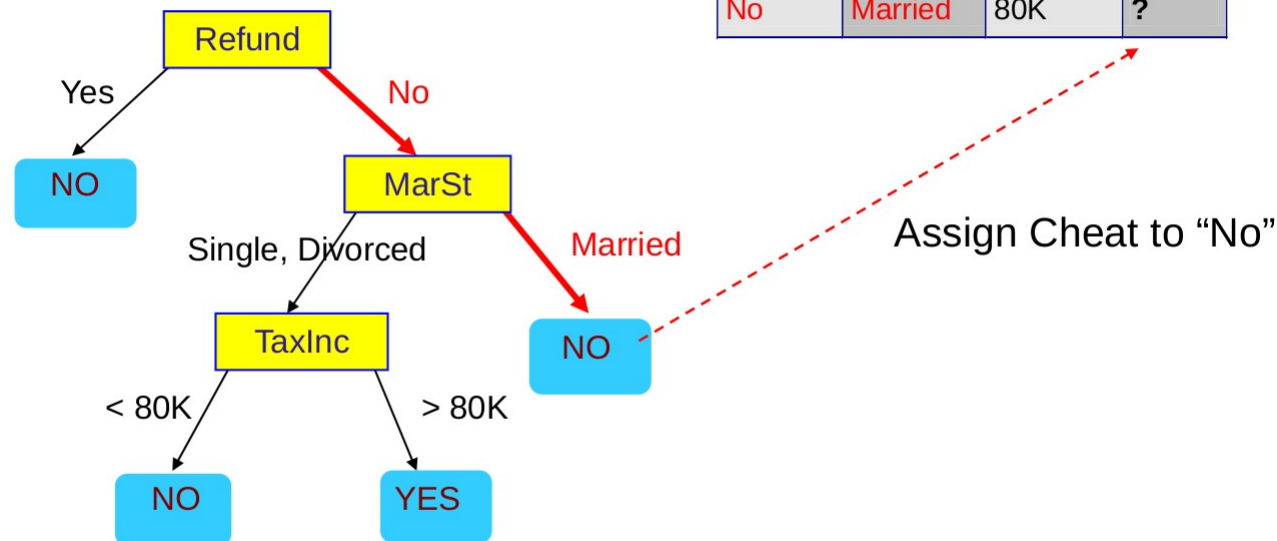 No Married 80K ?
Refund
Yes No
NO MarSt
Single, Divorced Married
Assign Cheat to “No”
TaxInc NO
< 80K > 80K
NO YES